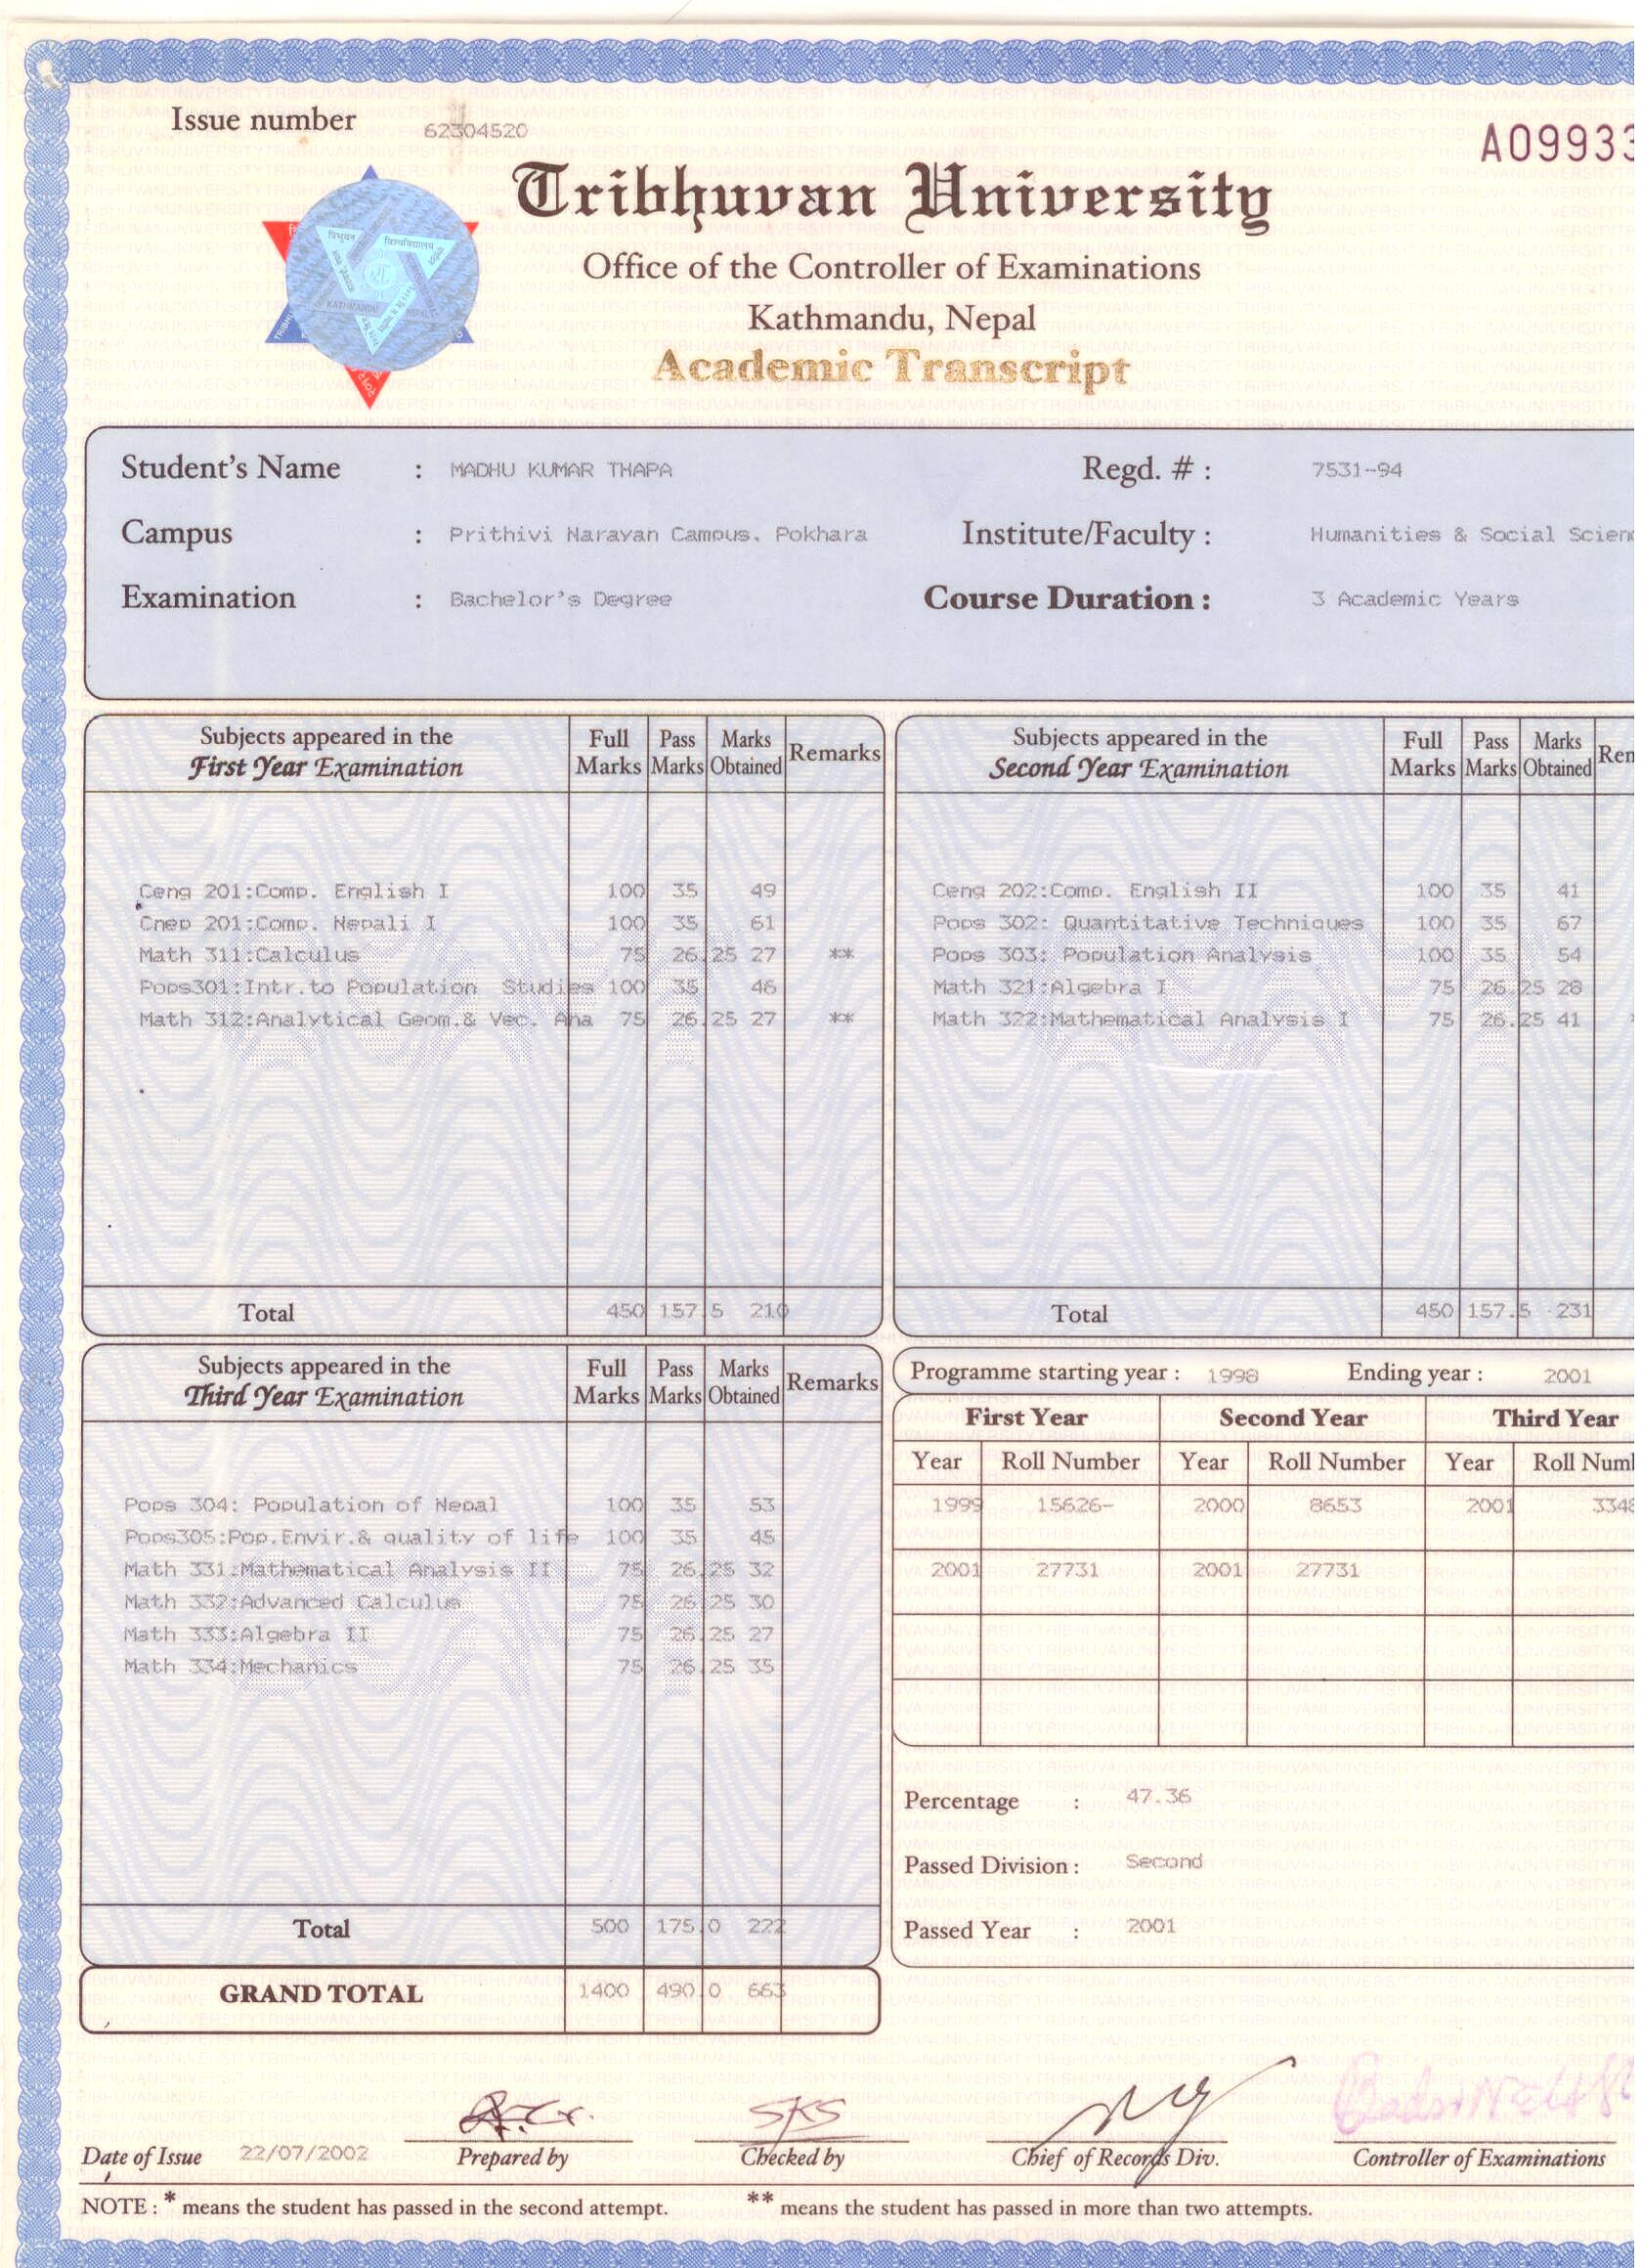 Issue number 62304520
A09933
Tribhuvan University
Office of the Controller of Examinations
Kathmandu, Nepal
Academic Transcript
Student's Name : MADHU KUMAR THAPA Regd. # : 7531-94
Campus : Prithivi Narayan Campus, Pokhara Institute/Faculty : Humanities & Social Scien
Examination : Bachelor's Degree Course Duration : 3 Academic Years
Subjects appeared in the First Year Examination Full Marks Pass Marks Marks Obtained Remarks
Ceng 201:Comp. English I 100 35 49
Cnep 201:Comp. Nepali I 100 35 61
Math 311:Calculus 75 26.25 27 **
Pops301:Intr.to Population Studies 100 35 46
Math 312:Analytical Geom.& Vec. Ana 75 26.25 27 **
Total 450 157.5 210
Subjects appeared in the Second Year Examination Full Marks Pass Marks Marks Obtained Rem
Ceng 202:Comp. English II 100 35 41
Pops 302: Quantitative Techniques 100 35 67
Pops 303: Population Analysis 100 35 54
Math 321:Algebra I 75 26.25 28
Math 322:Mathematical Analysis I 75 26.25 41
Total 450 157.5 231
Subjects appeared in the Third Year Examination Full Marks Pass Marks Marks Obtained Remarks
Pops 304: Population of Nepal 100 35 53
Pops305:Pop.Envir.& quality of life 100 35 45
Math 331:Mathematical Analysis II 75 26.25 32
Math 332:Advanced Calculus 75 26.25 30
Math 333:Algebra II 75 26.25 27
Math 334:Mechanics 75 26.25 35
Total 500 175.0 222
GRAND TOTAL 1400 490.0 663
Programme starting year : 1998 Ending year : 2001
First Year Second Year Third Year
Year Roll Number Year Roll Number Year Roll Num
1999 15626- 2000 8653 2001 3348
2001 27731 2001 27731
Percentage : 47.36
Passed Division : Second
Passed Year : 2001
SKS
Date of Issue 22/07/2002 Prepared by Checked by Chief of Records Div. Controller of Examinations
NOTE : * means the student has passed in the second attempt. ** means the student has passed in more than two attempts.